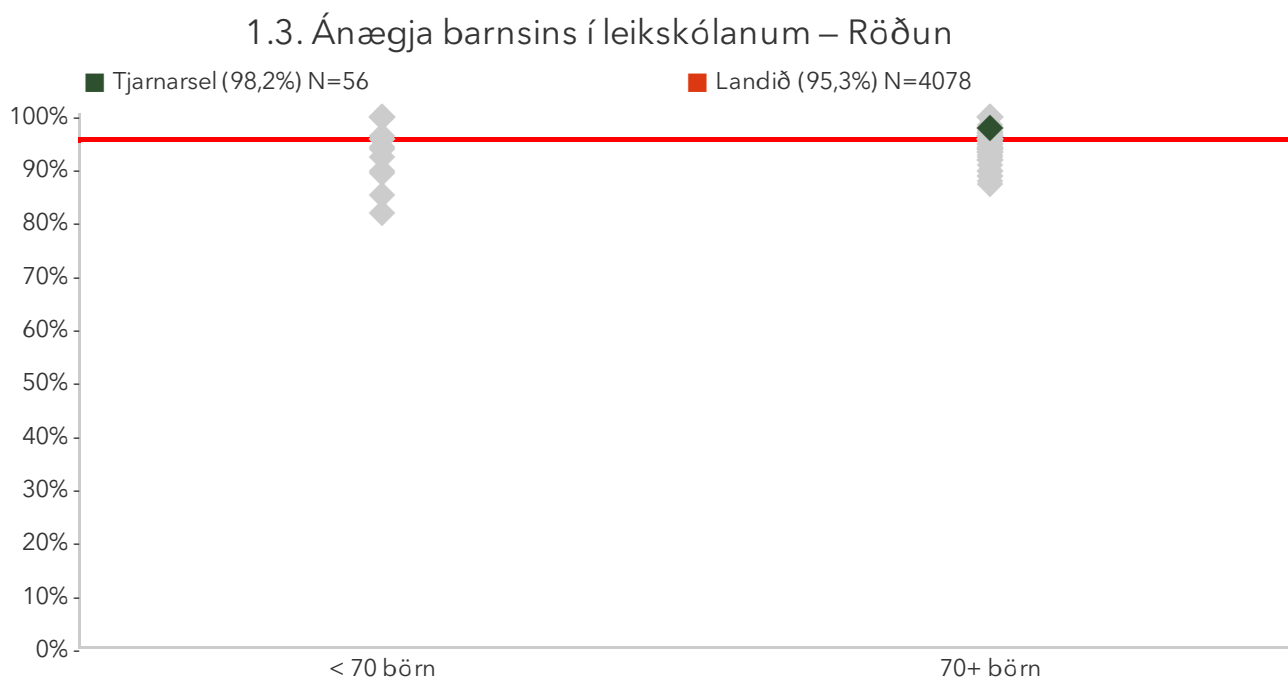 1.3. Ánægja barnsins í leikskólanum – Röðun
Tjarnarsel (98,2%) N=56
Landið (95,3%) N=4078
100%
90%
80%
70%
60%
50%
40%
30%
20%
10%
0%
< 70 börn
70+ börn